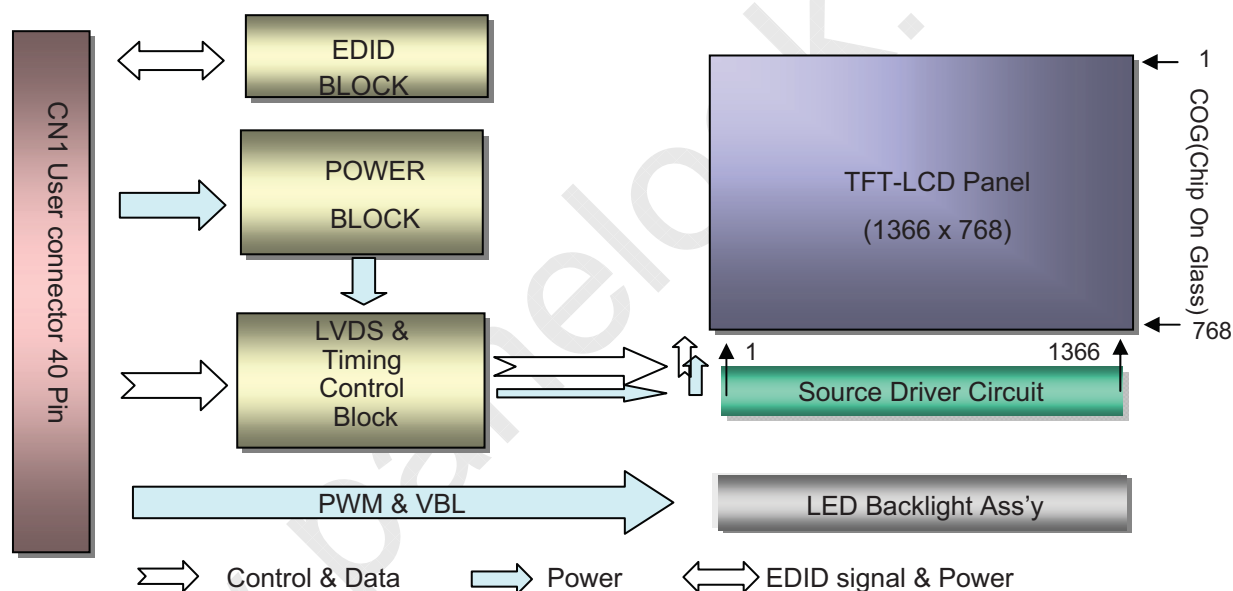 CN1 User connector 40 Pin
EDID
BLOCK
POWER
BLOCK
LVDS &
Timing
Control
Block
PWM & VBL
TFT-LCD Panel
(1366 x 768)
1
COG(Chip On Glass)
768
1
1366
Source Driver Circuit
LED Backlight Ass'y
Control & Data
Power
EDID signal & Power
panelook.